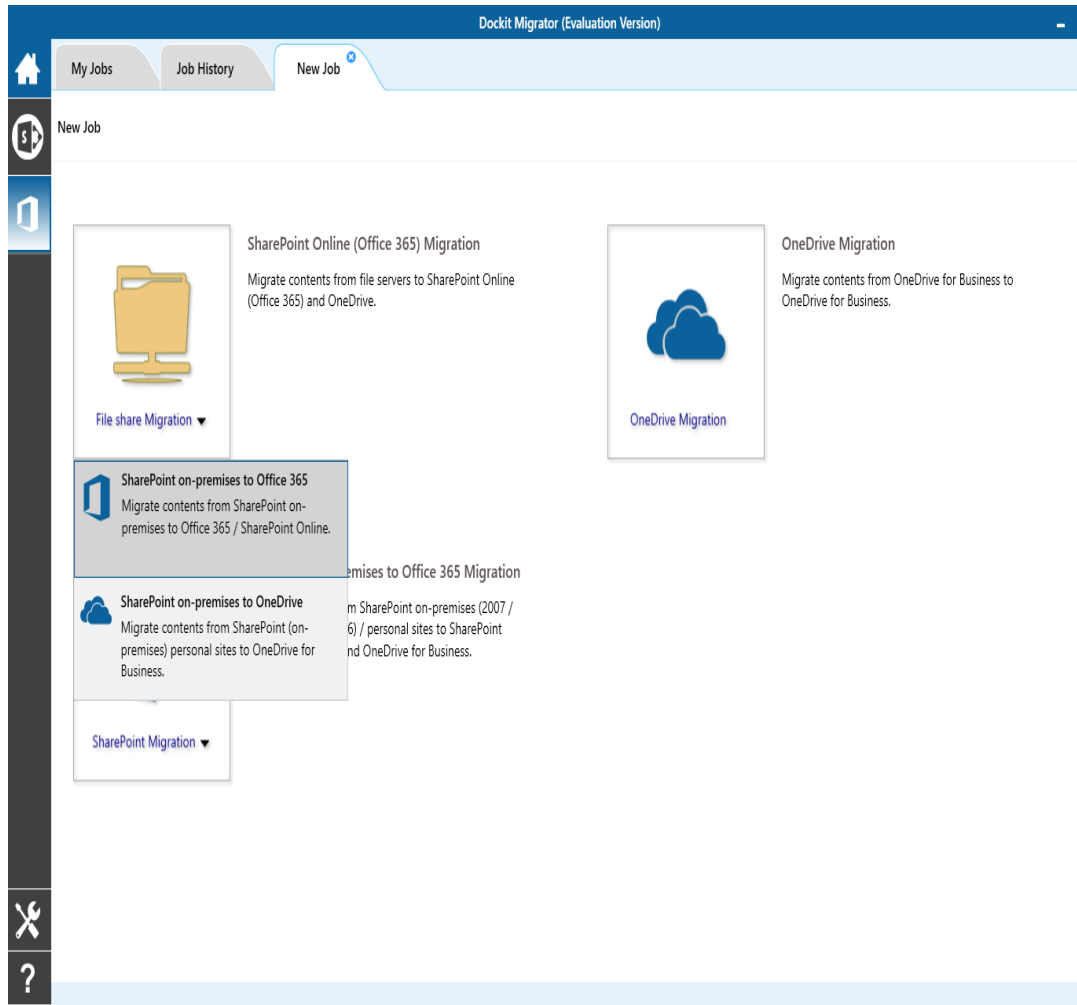 Dockit Migrator (Evaluation Version)
My Jobs
Job History
New Job
New Job
SharePoint Online (Office 365) Migration
Migrate contents from file servers to SharePoint Online
(Office 365) and OneDrive.
File share Migration
OneDrive Migration
Migrate contents from OneDrive for Business to
OneDrive for Business.
OneDrive Migration
SharePoint on-premises to Office 365
Migrate contents from SharePoint on-
premises to Office 365 / SharePoint Online.
SharePoint on-premises to OneDrive
Migrate contents from SharePoint (on-
premises) personal sites to OneDrive for
Business.
emises to Office 365 Migration
m SharePoint on-premises (2007 /
6) / personal sites to SharePoint
nd OneDrive for Business.
SharePoint Migration
?